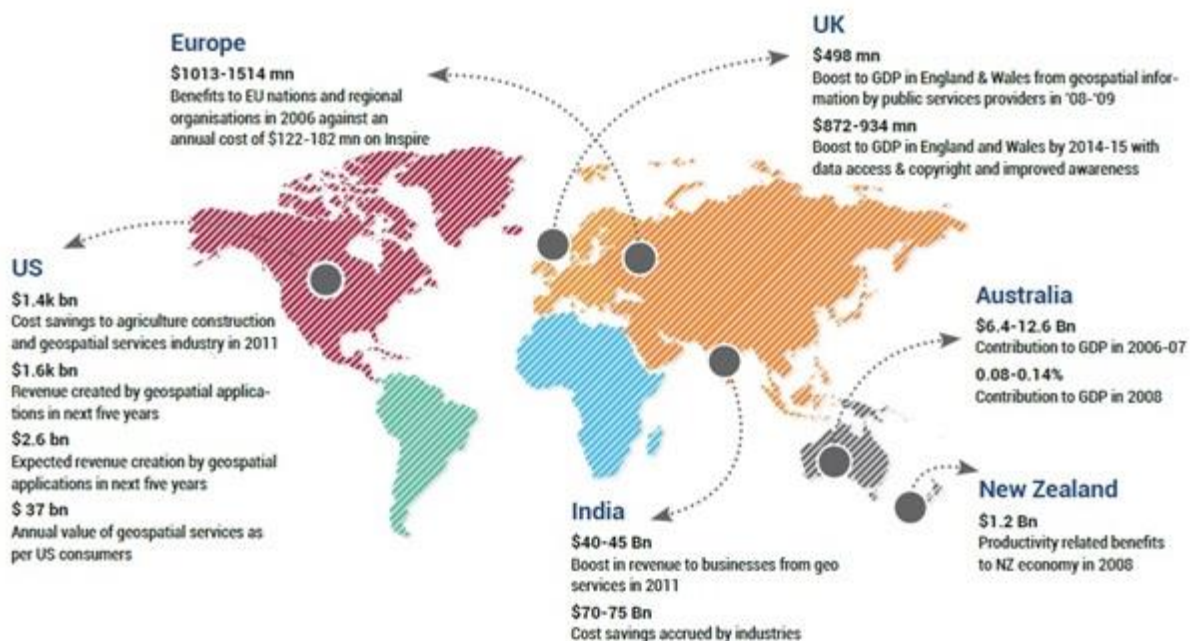 Europe
$1013-1514 mn
Benefits to EU nations and regional
organisations in 2006 against an
annual cost of $122-182 mn on Inspire
UK
$498 mn
Boost to GDP in England & Wales from geospatial infor-
mation by public services providers in '08-'09
$872-934 mn
Boost to GDP in England and Wales by 2014-15 with
data access & copyright and improved awareness
US
$1.4k bn
Cost savings to agriculture construction
and geospatial services industry in 2011
$1.6k bn
Revenue created by geospatial applica-
tions in next five years
$2.6 bn
Expected revenue creation by geospatial
applications in next five years
$ 37 bn
Annual value of geospatial services as
per US consumers
India
$40-45 Bn
Boost in revenue to businesses from geo
services in 2011
$70-75 Bn
Cost savings accrued by industries
Australia
$6.4-12.6 Bn
Contribution to GDP in 2006-07
0.08-0.14%
Contribution to GDP in 2008
New Zealand
$1.2 Bn
Productivity related benefits
to NZ economy in 2008